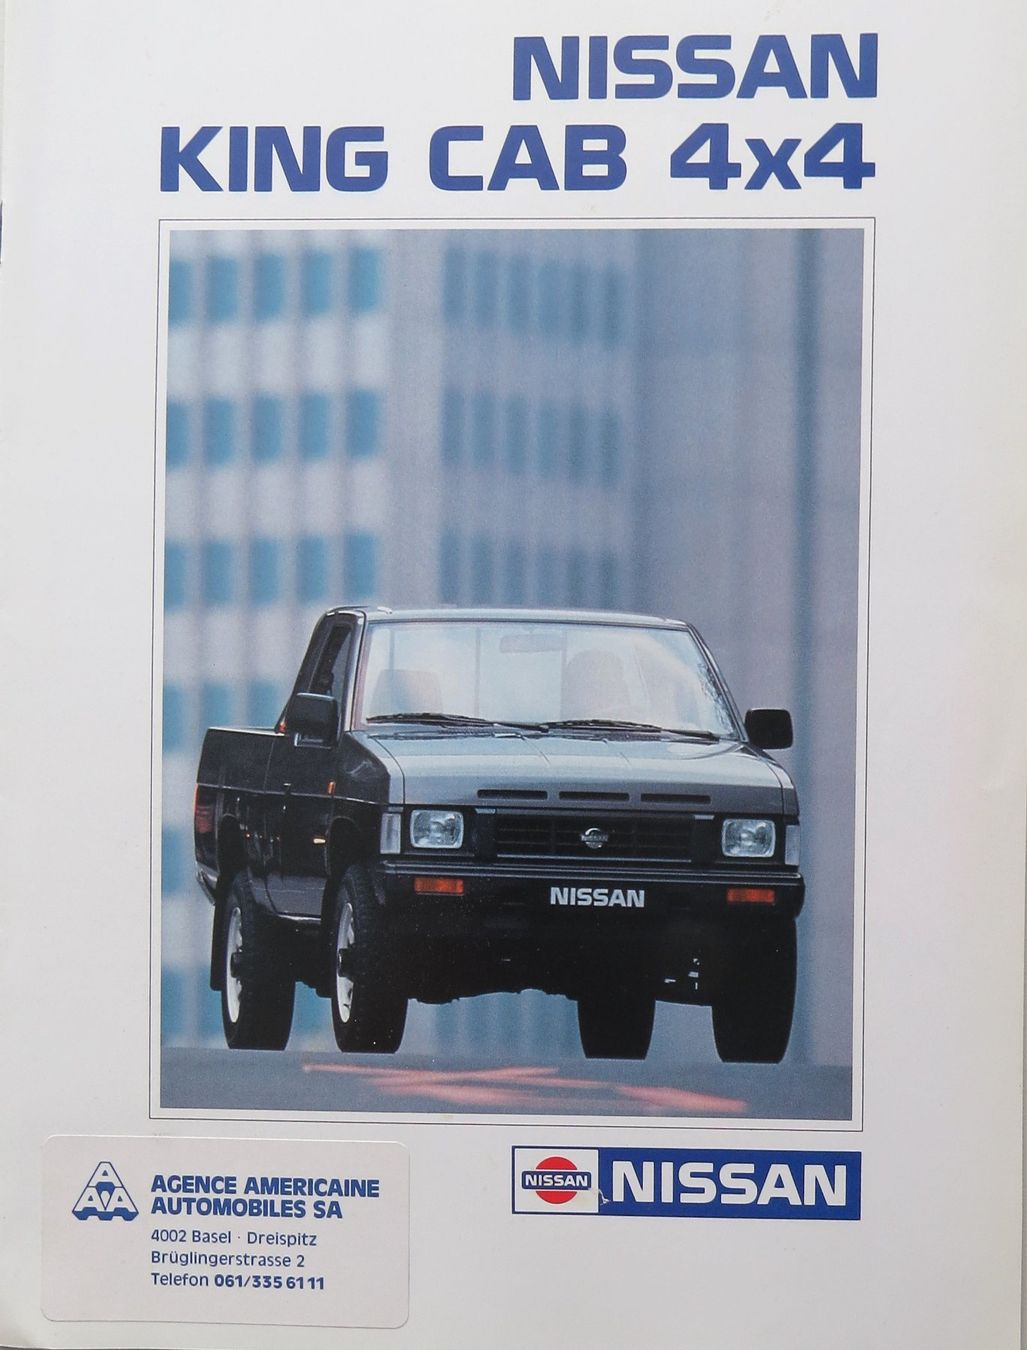 NISSAN
KING CAB 4x4
NISSAN
NISSAN
NISSAN
AAA
AGENCE AMERICAINE
AUTOMOBILES SA
4002 Basel · Dreispitz
Brüglingerstrasse 2
Telefon 061/335 61 11